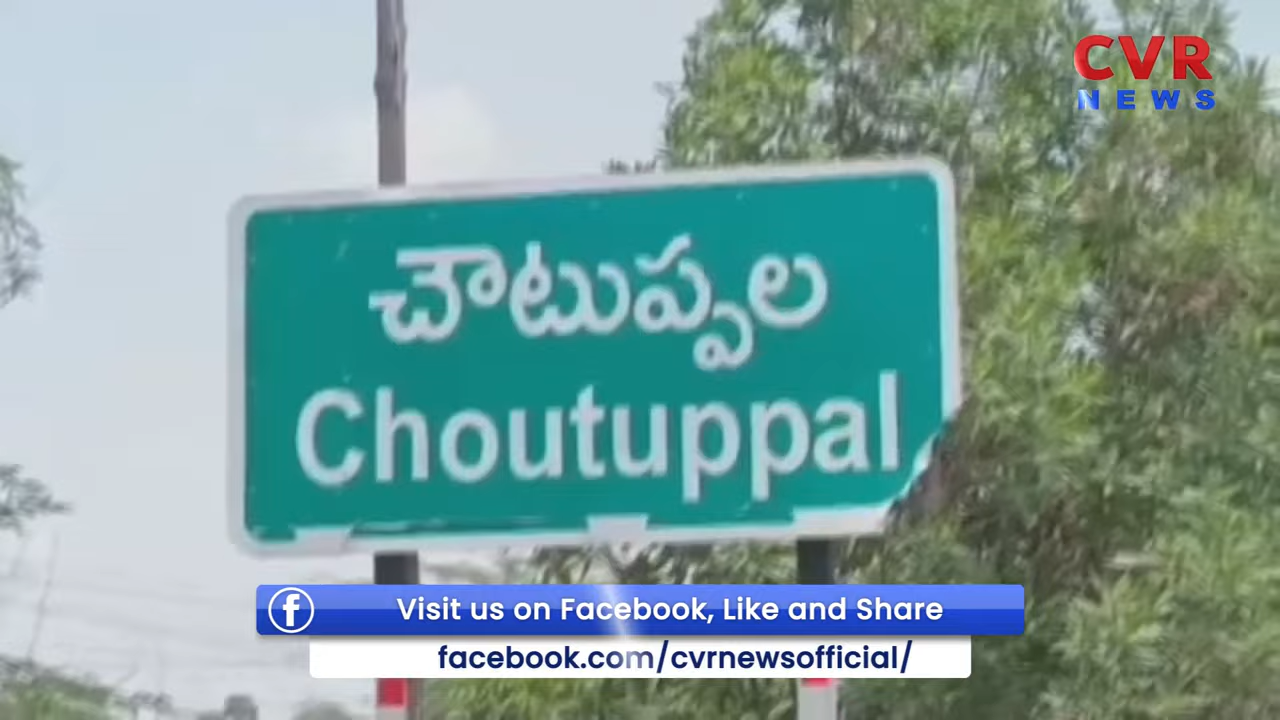 CVR
NEWS
చౌటుప్పల
Choutuppal
Visit us on Facebook, Like and Share
facebook.com/cvrnewsofficial/